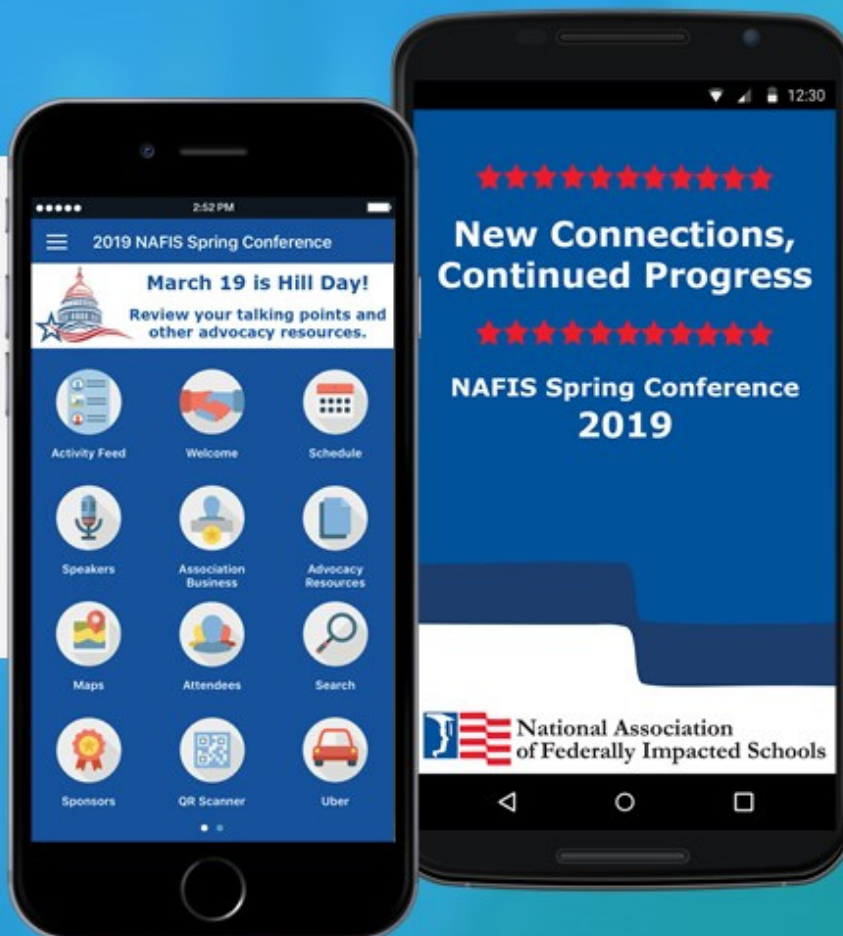 2:52 PM
2019 NAFIS Spring Conference
March 19 is Hill Day!
Review your talking points and
other advocacy resources.
Activity Feed
Welcome
Schedule
Speakers
Association
Business
Advocacy
Resources
Maps
Attendees
Search
Sponsors
QR Scanner
Uber
12:30
New Connections,
Continued Progress
NAFIS Spring Conference
2019
National Association
of Federally Impacted Schools